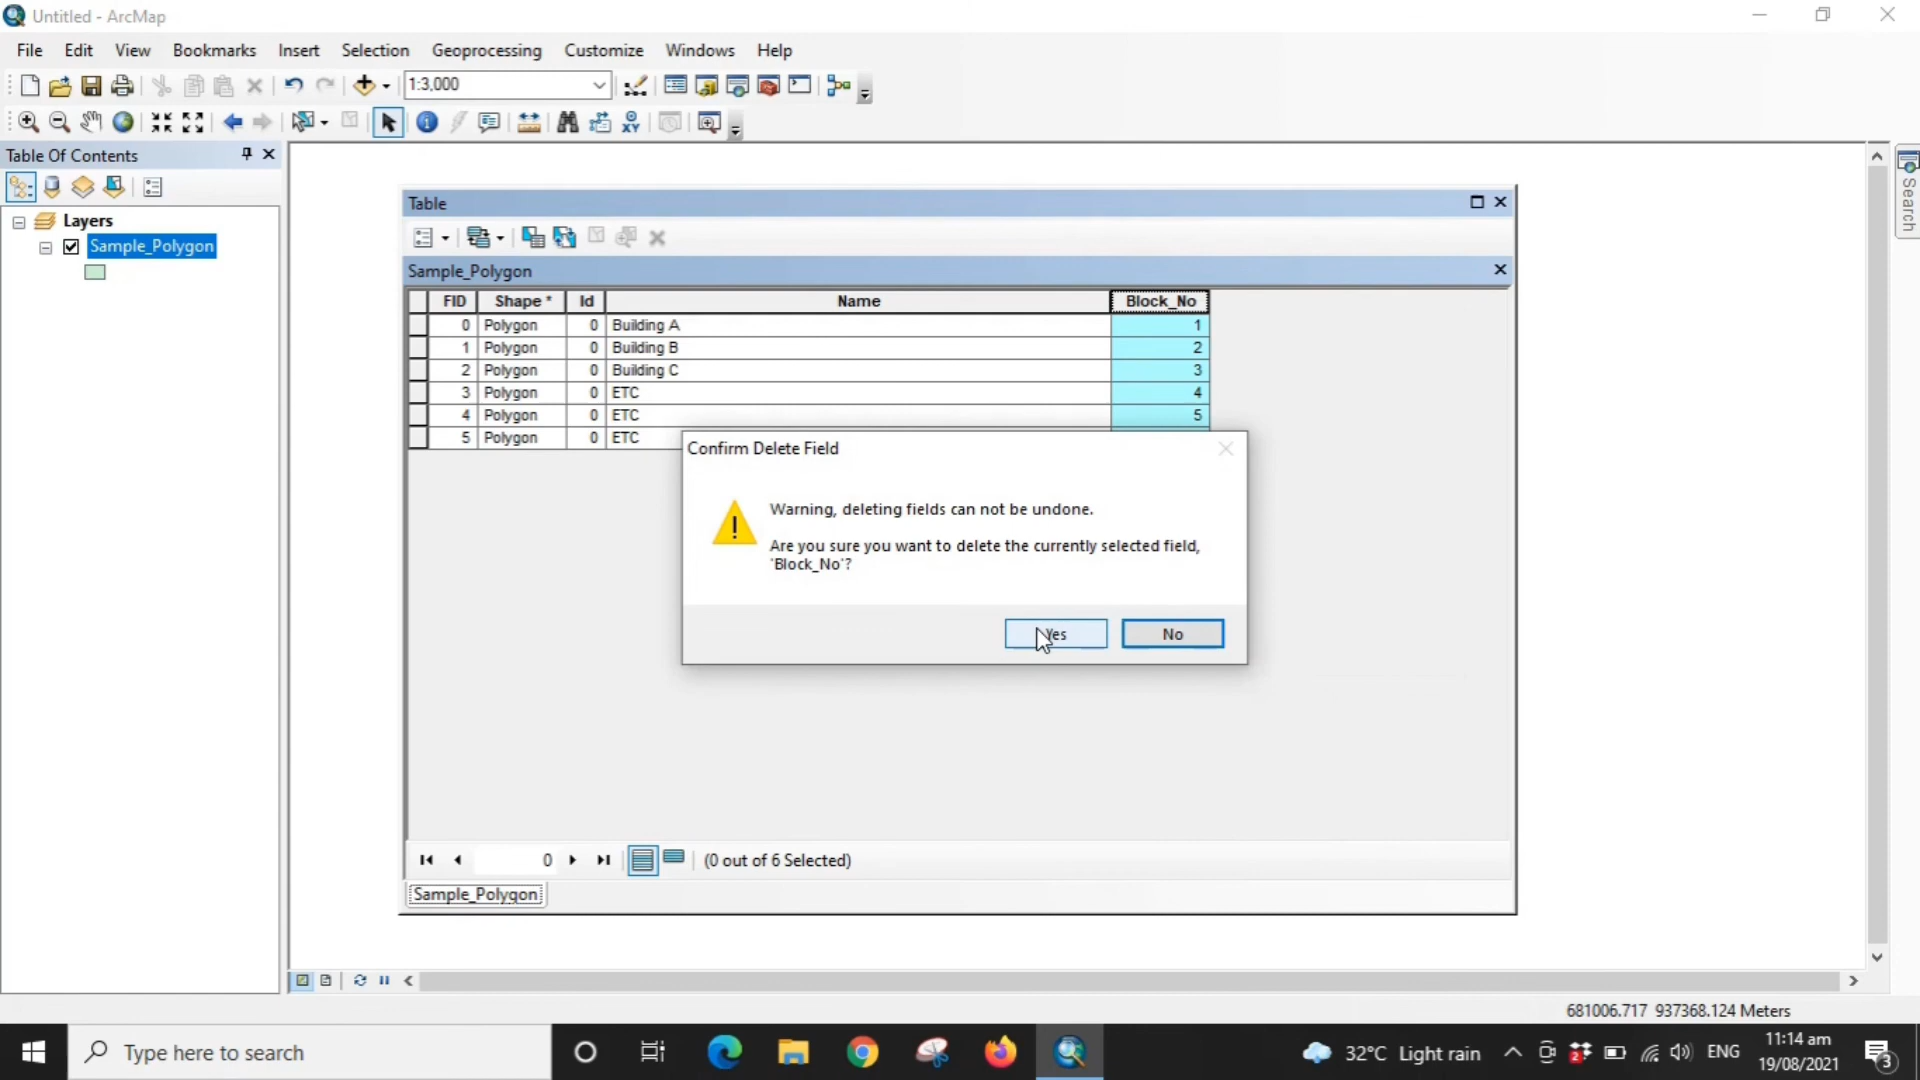 Untitled - ArcMap
File Edit View Bookmarks Insert Selection Geoprocessing Customize Windows Help
1:3,000
Table Of Contents
Layers
Sample_Polygon
Search
Table
Sample_Polygon
FID Shape * Id Name Block_No
0 Polygon 0 Building A 1
1 Polygon 0 Building B 2
2 Polygon 0 Building C 3
3 Polygon 0 ETC 4
4 Polygon 0 ETC 5
5 Polygon 0 ETC
Confirm Delete Field
Warning, deleting fields can not be undone.
Are you sure you want to delete the currently selected field,
'Block_No'?
Yes No
0 (0 out of 6 Selected)
Sample_Polygon
681006.717 937368.124 Meters
Type here to search
32°C Light rain
2
ENG
11:14 am
19/08/2021
3